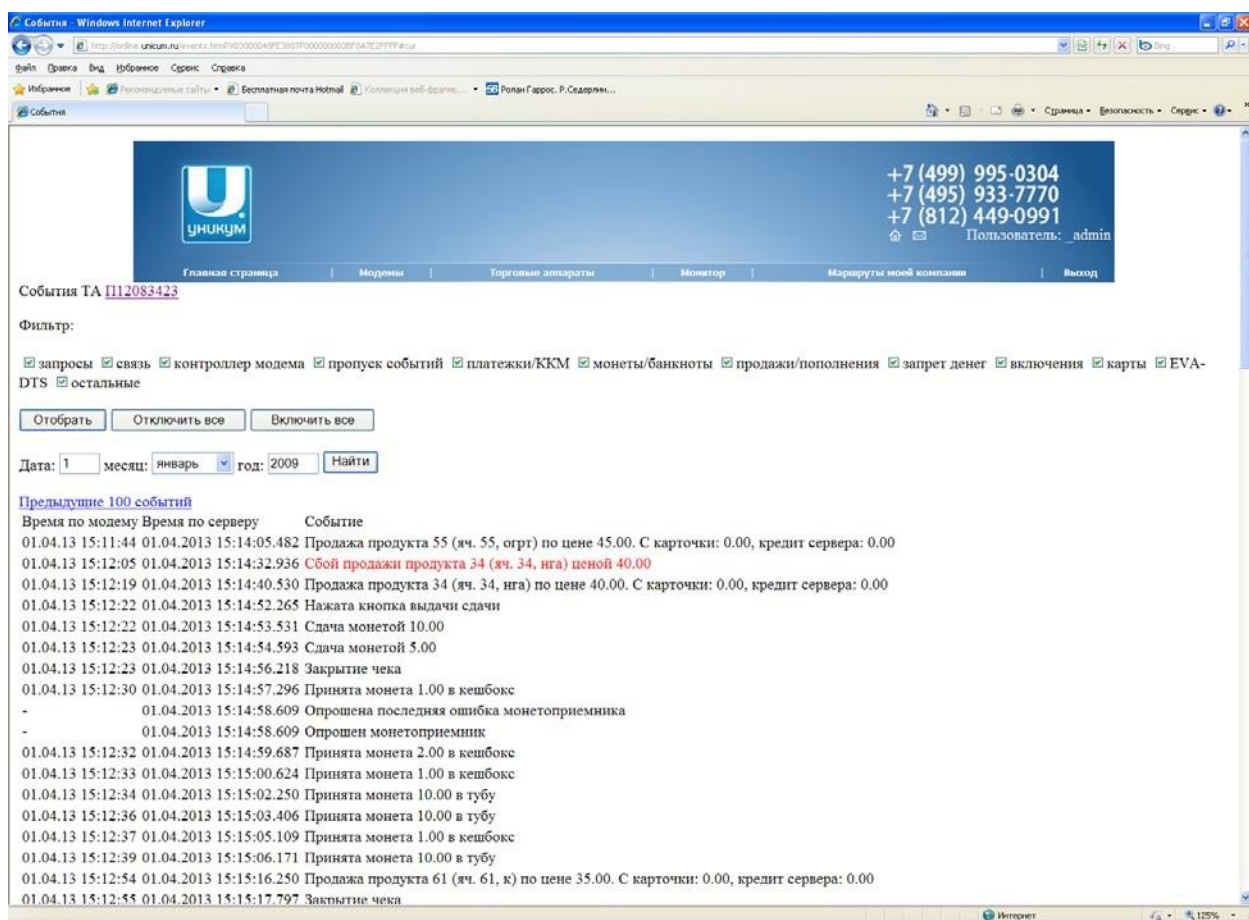 События - Windows Internet Explorer
Файл Правка Вид Избранное Сервис Справка
Избранное Рекомендуемые сайты Бесплатная почта Hotmail Коллекция веб-фрагме... Ролан Гаррос. Р.Седерлин...
События Страница Безопасность Сервис
Bing
уникум
+7 (499) 995-0304
+7 (495) 933-7770
+7 (812) 449-0991
Пользователь: _admin
Главная страница | Модемы | Торговые аппараты | Монитор | Маршруты моей компании | Выход
События ТА П12083423
Фильтр:
запросы связь контроллер модема пропуск событий платежки/ККМ монеты/банкноты продажи/пополнения запрет денег включения карты EVA-
DTS остальные
Отобрать Отключить все Включить все
Дата: 1 месяц: январь год: 2009 Найти
Предыдущие 100 событий
Время по модему Время по серверу Событие
01.04.13 15:11:44 01.04.2013 15:14:05.482 Продажа продукта 55 (яч. 55, огрт) по цене 45.00. С карточки: 0.00, кредит сервера: 0.00
01.04.13 15:12:05 01.04.2013 15:14:32.936 Сбой продажи продукта 34 (яч. 34, нга) ценой 40.00
01.04.13 15:12:19 01.04.2013 15:14:40.530 Продажа продукта 34 (яч. 34, нга) по цене 40.00. С карточки: 0.00, кредит сервера: 0.00
01.04.13 15:12:22 01.04.2013 15:14:52.265 Нажата кнопка выдачи сдачи
01.04.13 15:12:22 01.04.2013 15:14:53.531 Сдача монетой 10.00
01.04.13 15:12:23 01.04.2013 15:14:54.593 Сдача монетой 5.00
01.04.13 15:12:23 01.04.2013 15:14:56.218 Закрытие чека
01.04.13 15:12:30 01.04.2013 15:14:57.296 Принята монета 1.00 в кешбокс
- 01.04.2013 15:14:58.609 Опрошена последняя ошибка монетоприемника
- 01.04.2013 15:14:58.609 Опрошен монетоприемник
01.04.13 15:12:32 01.04.2013 15:14:59.687 Принята монета 2.00 в кешбокс
01.04.13 15:12:33 01.04.2013 15:15:00.624 Принята монета 1.00 в кешбокс
01.04.13 15:12:34 01.04.2013 15:15:02.250 Принята монета 10.00 в тубу
01.04.13 15:12:36 01.04.2013 15:15:03.406 Принята монета 10.00 в тубу
01.04.13 15:12:37 01.04.2013 15:15:05.109 Принята монета 1.00 в кешбокс
01.04.13 15:12:39 01.04.2013 15:15:06.171 Принята монета 10.00 в тубу
01.04.13 15:12:54 01.04.2013 15:15:16.250 Продажа продукта 61 (яч. 61, к) по цене 35.00. С карточки: 0.00, кредит сервера: 0.00
01.04.13 15:12:55 01.04.2013 15:15:17.797 Закрытие чека
Интернет 125%